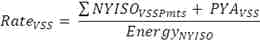 Rate_VSS = (∑ NYISO_VSSPmts + PYA_VSS) / Energy_NYISO